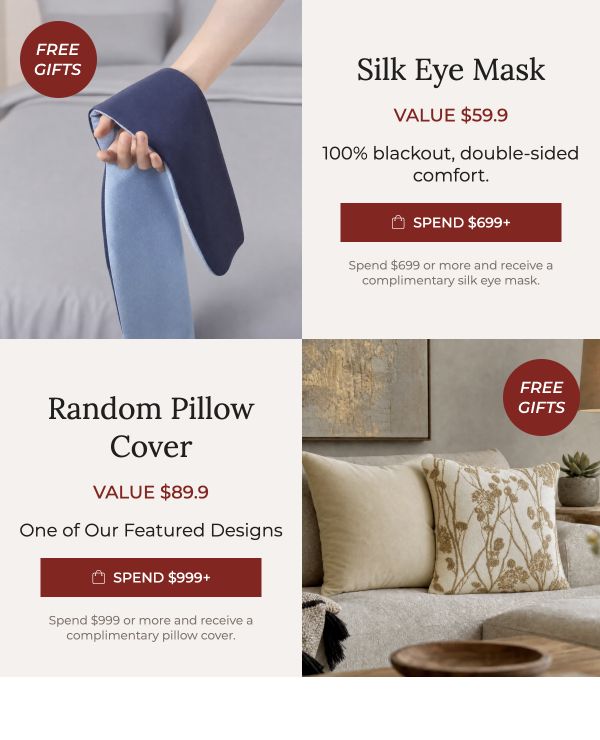 FREE
GIFTS
Silk Eye Mask
VALUE $59.9
100% blackout, double-sided
comfort.
SPEND $699+
Spend $699 or more and receive a
complimentary silk eye mask.
Random Pillow
Cover
VALUE $89.9
One of Our Featured Designs
SPEND $999+
Spend $999 or more and receive a
complimentary pillow cover.
FREE
GIFTS